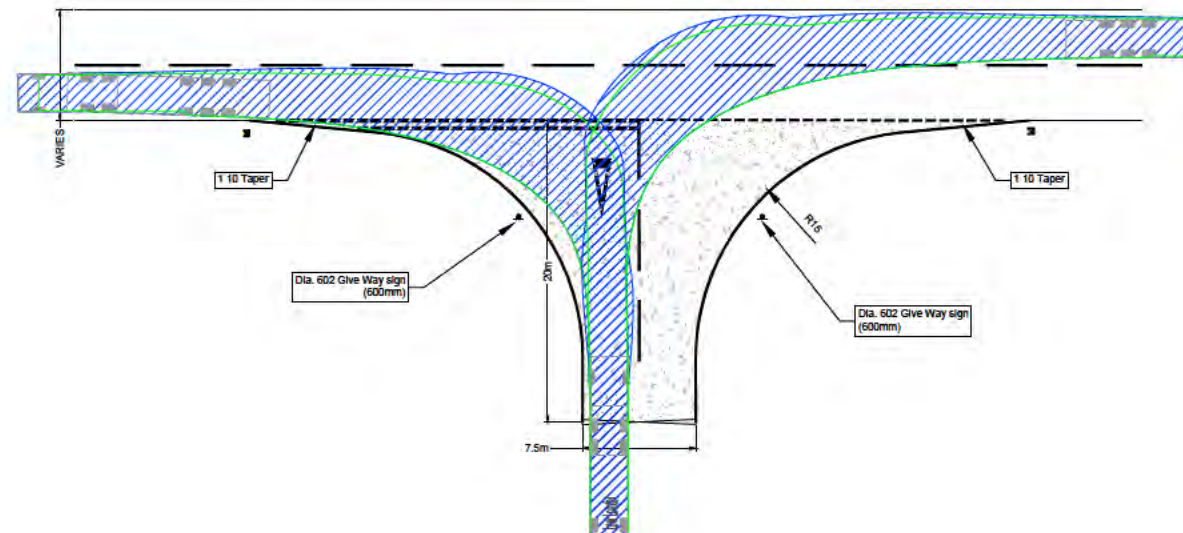 VARIES
1 10 Taper
1 10 Taper
R15
20m
Dia. 602 Give Way sign
(600mm)
Dia. 602 Give Way sign
(600mm)
7.5m